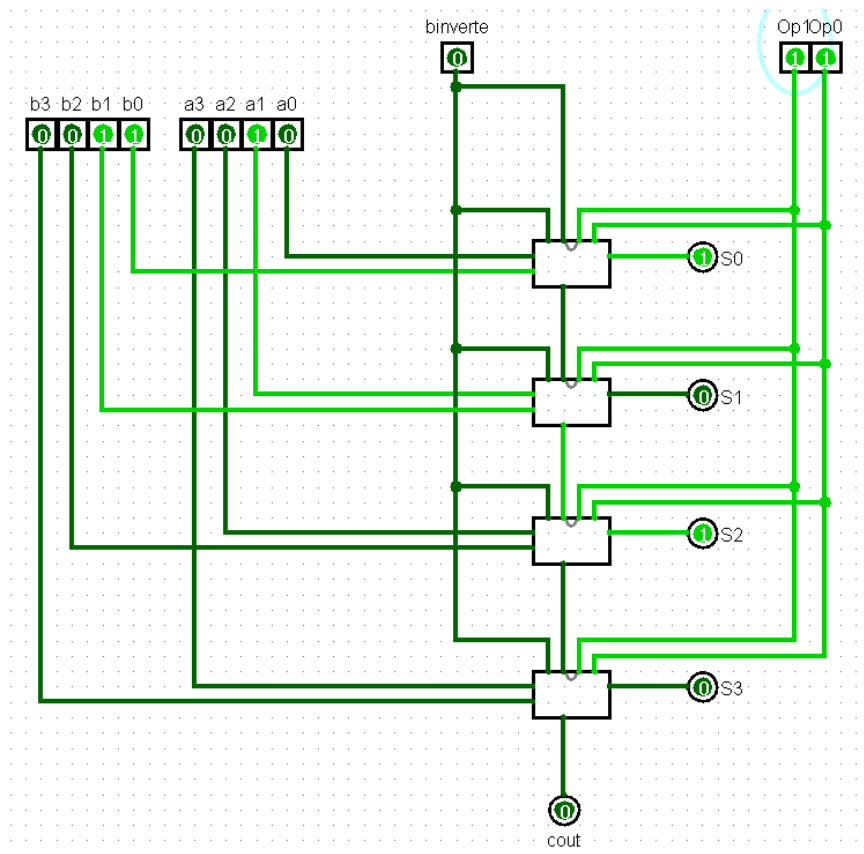 binverte
0
Op1Op0
1 1
b3 b2 b1 b0
0 0 1 1
a3 a2 a1 a0
0 0 1 0
1 S0
0 S1
1 S2
0 S3
0
cout